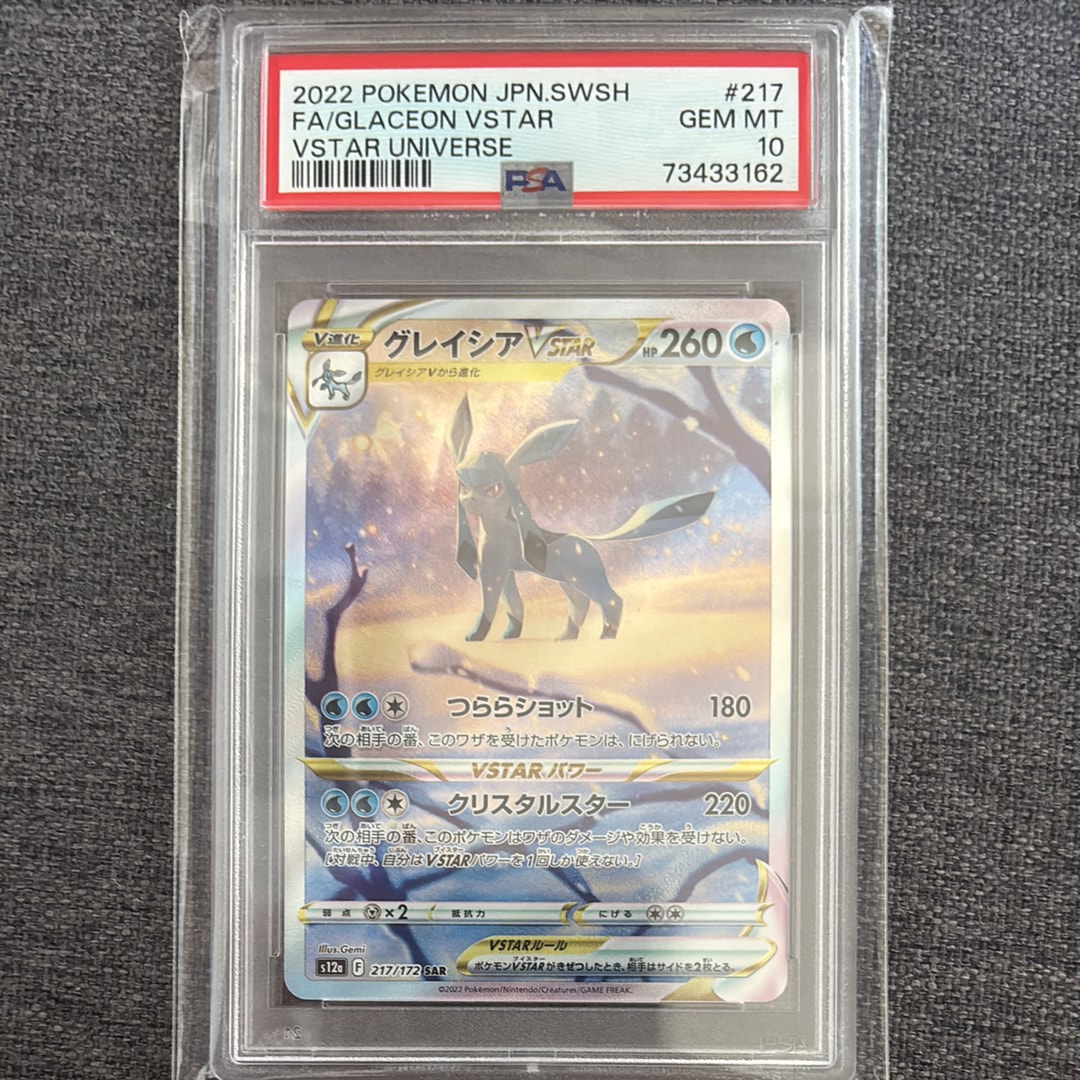 2022 POKEMON JPN.SWSH #217
FA/GLACEON VSTAR GEM MT
VSTAR UNIVERSE 10
PSA 73433162
V進化 グレイシアVSTAR HP260
グレイシアVから進化
つららショット 180
次の相手の番、このワザを受けたポケモンは、にげられない。
VSTARパワー
クリスタルスター 220
次の相手の番、このポケモンはワザのダメージや効果を受けない。
[対戦中、自分はVSTARパワーを1回しか使えない。]
弱点 ×2 抵抗力 にげる
Illus.Gemi VSTARルール
s12a F 217/172 SAR ポケモンVSTARがきぜつしたとき、相手はサイドを2枚とる。
©2022 Pokémon/Nintendo/Creatures/GAME FREAK.